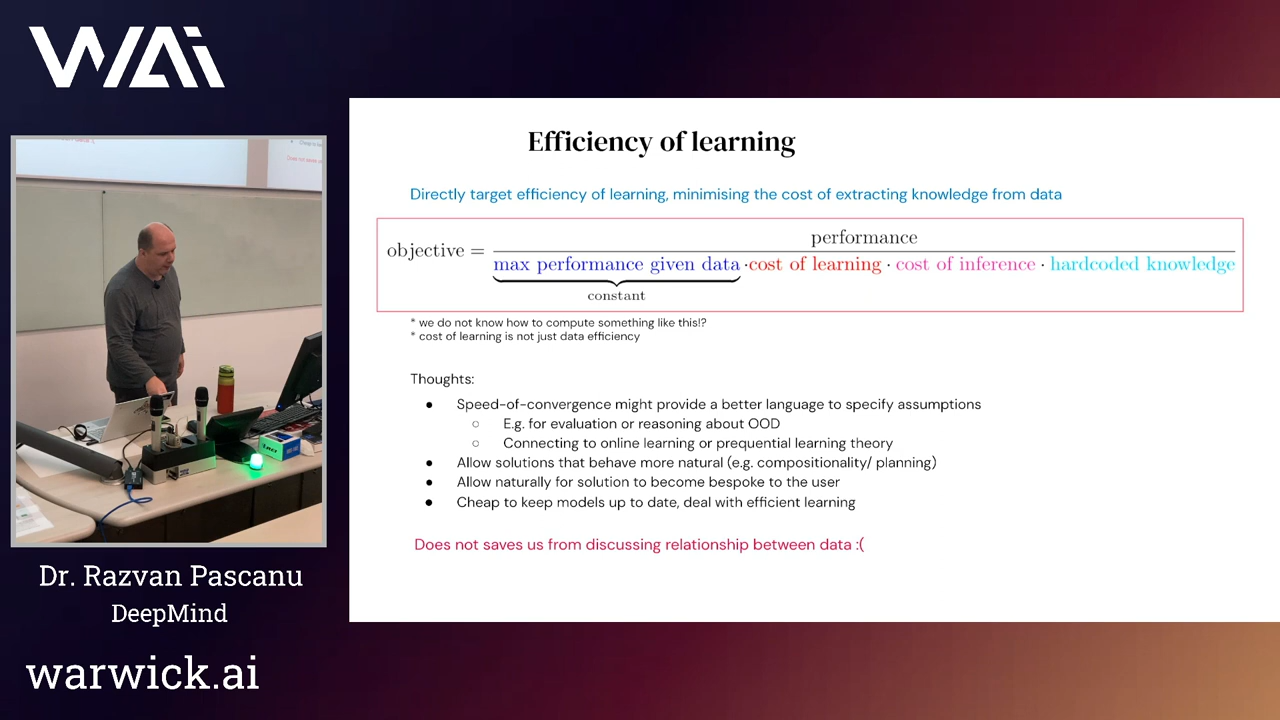 WAi
Efficiency of learning
Directly target efficiency of learning, minimising the cost of extracting knowledge from data
performance
objective =
max performance given data · cost of learning · cost of inference · hardcoded knowledge
constant
* we do not know how to compute something like this!?
* cost of learning is not just data efficiency
Thoughts:
● Speed-of-convergence might provide a better language to specify assumptions
○ E.g. for evaluation or reasoning about OOD
○ Connecting to online learning or prequential learning theory
● Allow solutions that behave more natural (e.g. compositionality/ planning)
● Allow naturally for solution to become bespoke to the user
● Cheap to keep models up to date, deal with efficient learning
Does not saves us from discussing relationship between data :(
Dr. Razvan Pascanu
DeepMind
warwick.ai